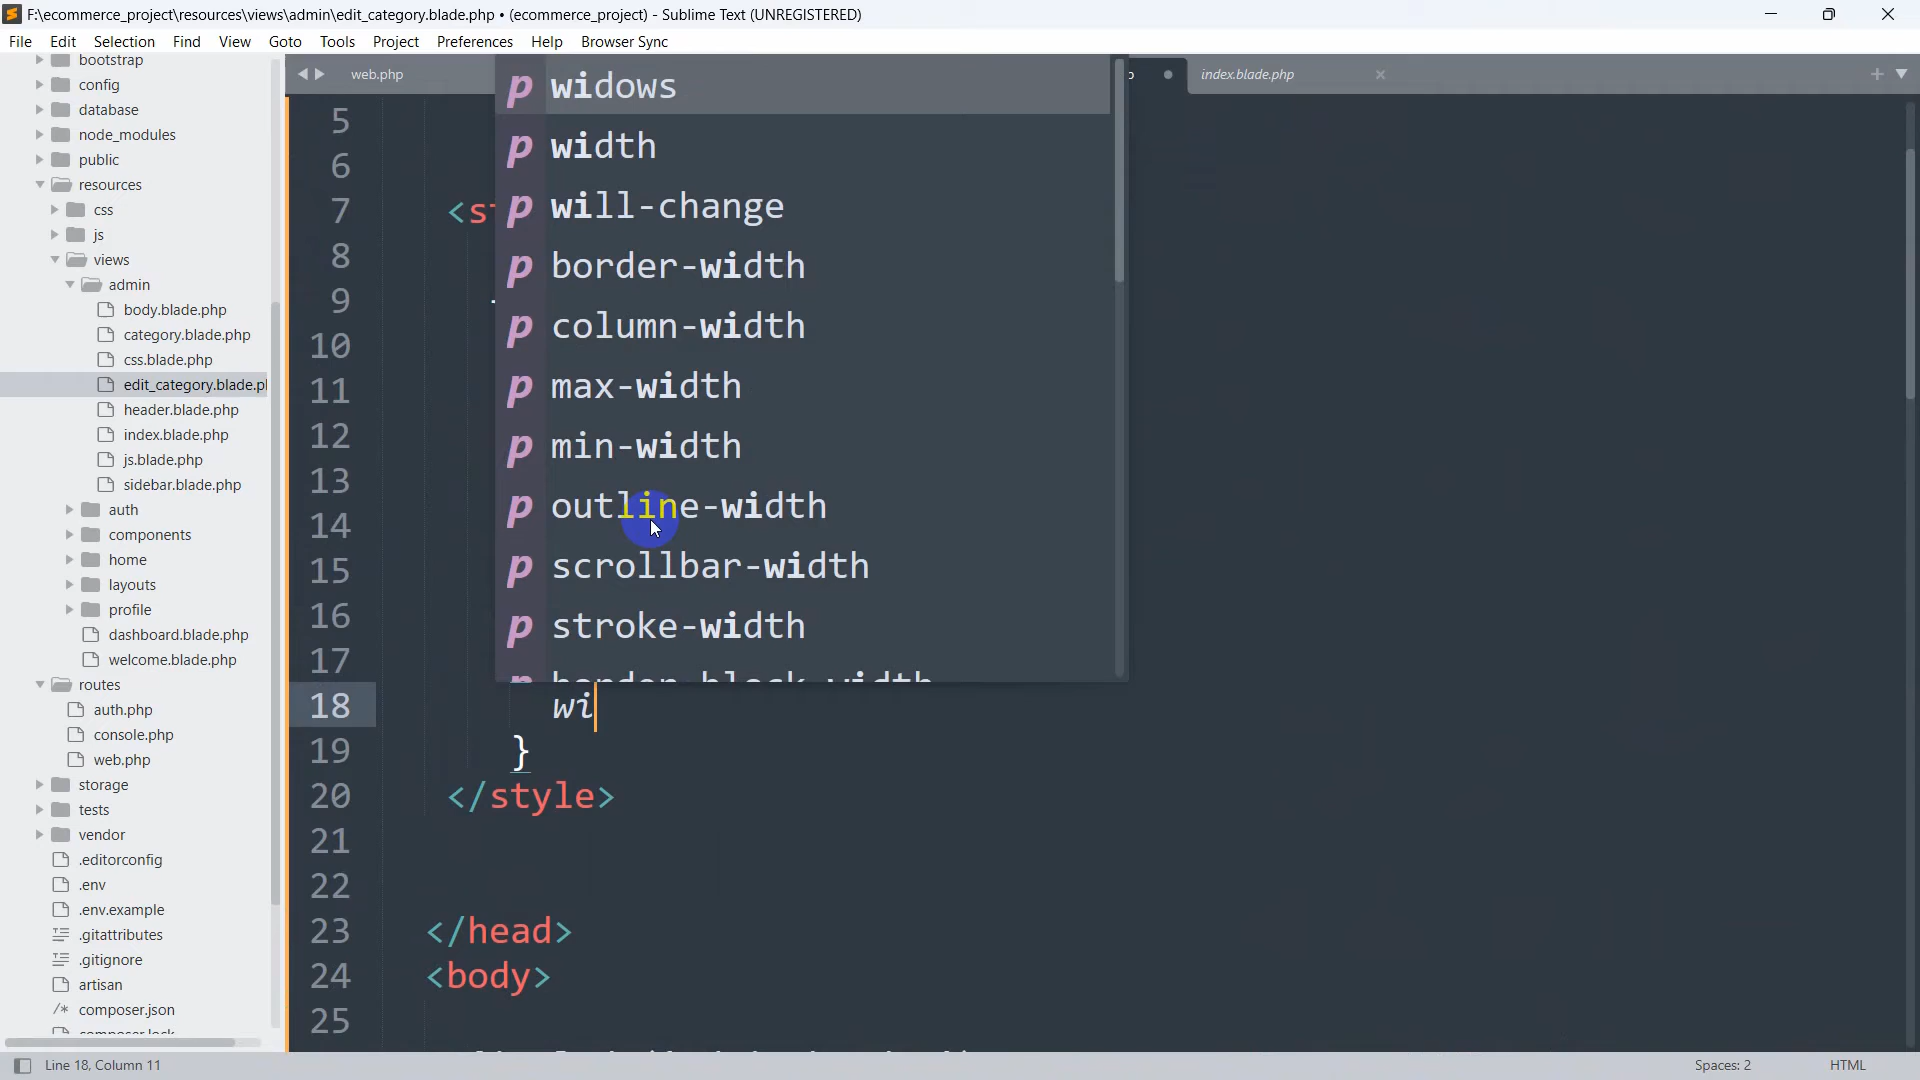 F:\ecommerce_project\resources\views\admin\edit_category.blade.php • (ecommerce_project) - Sublime Text (UNREGISTERED)
File Edit Selection Find View Goto Tools Project Preferences Help Browser Sync
bootstrap
config
database
node_modules
public
resources
css
js
views
admin
body.blade.php
category.blade.php
css.blade.php
edit_category.blade.p
header.blade.php
index.blade.php
js.blade.php
sidebar.blade.php
auth
components
home
layouts
profile
dashboard.blade.php
welcome.blade.php
routes
auth.php
console.php
web.php
storage
tests
vendor
.editorconfig
.env
.env.example
.gitattributes
.gitignore
artisan
composer.json
composer.lock
web.php index.blade.php
5
6
7 <st
8
9
10
11
12
13
14
15
16
17
18 wi
19 }
20 </style>
21
22
23 </head>
24 <body>
25
p widows
p width
p will-change
p border-width
p column-width
p max-width
p min-width
p outline-width
p scrollbar-width
p stroke-width
p border-block-width
Line 18, Column 11 Spaces: 2 HTML